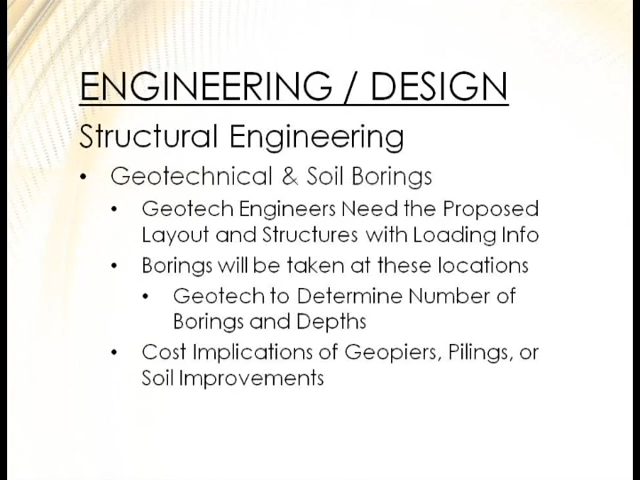 ENGINEERING / DESIGN
Structural Engineering
• Geotechnical & Soil Borings
• Geotech Engineers Need the Proposed
Layout and Structures with Loading Info
• Borings will be taken at these locations
• Geotech to Determine Number of
Borings and Depths
• Cost Implications of Geopiers, Pilings, or
Soil Improvements